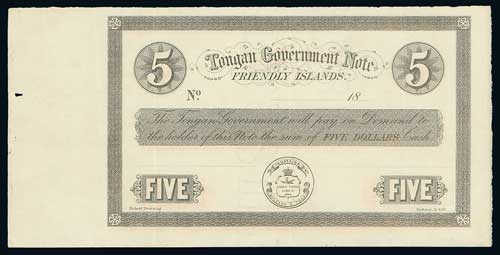 5 Tongan Government Note 5
FRIENDLY ISLANDS.
No 18
The Tongan Government will pay on Demand to
the holder of this Note the sum of FIVE DOLLARS Cash.
FIVE FIVE